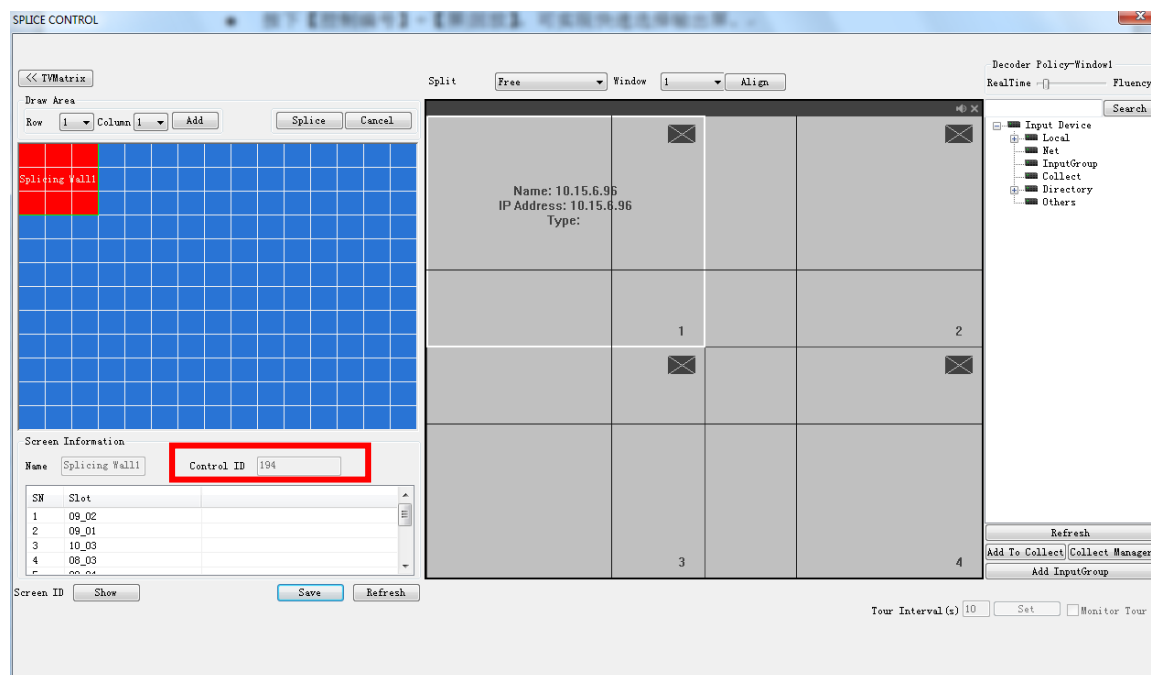 SPLICE CONTROL
<< TVMatrix
Draw Area
Row 1 Column 1 Add Splice Cancel
Splicing Wall1
Screen Information
Name Splicing Wall1 Control ID 194
SN Slot
1 09_02
2 09_01
3 10_03
4 08_03
Screen ID Show Save Refresh
Split Free Window 1 Align
Name: 10.15.6.96
IP Address: 10.15.6.96
Type:
1
2
3
4
Decoder Policy-Window1
RealTime Fluency
Search
Input Device
Local
Net
InputGroup
Collect
Directory
Others
Refresh
Add To Collect Collect Manager
Add InputGroup
Tour Interval(s) 10 Set Monitor Tour